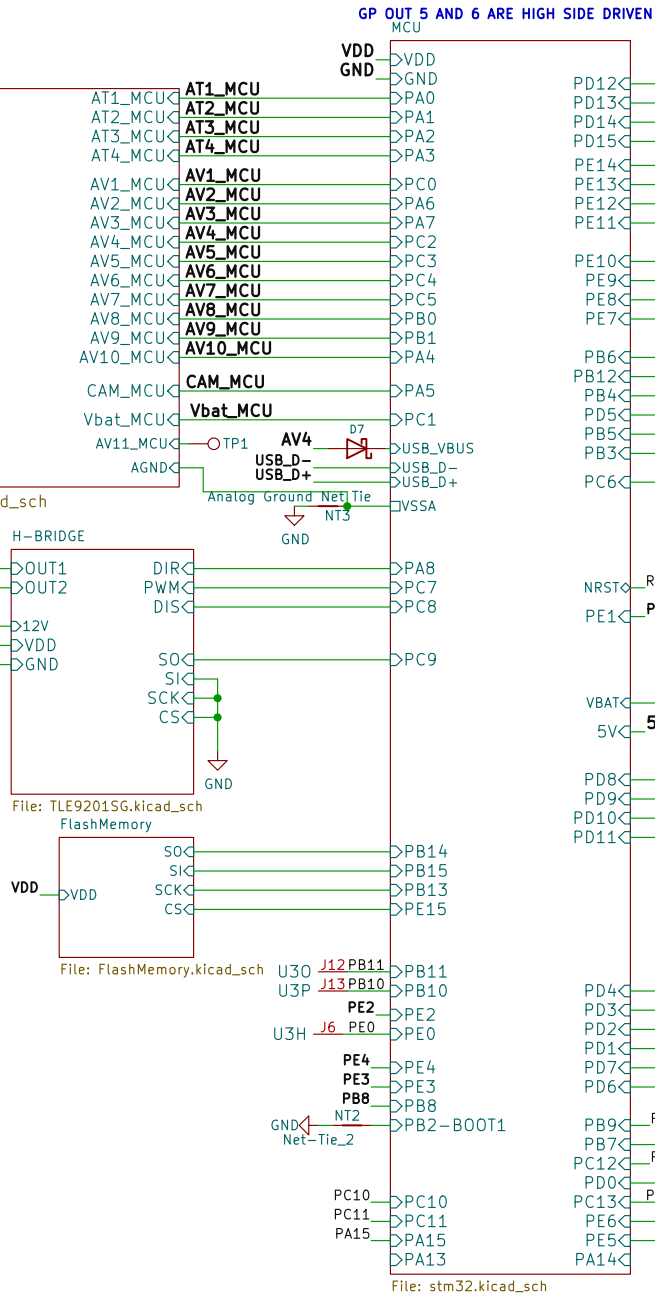 GP OUT 5 AND 6 ARE HIGH SIDE DRIVEN
MCU
VDD VDD
GND GND
PD12
AT1_MCU AT1_MCU PA0
PD13
AT2_MCU AT2_MCU PA1
PD14
AT3_MCU AT3_MCU PA2
PD15
AT4_MCU AT4_MCU PA3
PE14
AV1_MCU AV1_MCU PC0 PE13
AV2_MCU AV2_MCU PA6 PE12
AV3_MCU AV3_MCU PA7 PE11
AV4_MCU AV4_MCU PC2
AV5_MCU AV5_MCU PC3 PE10
AV6_MCU AV6_MCU PC4 PE9
AV7_MCU AV7_MCU PC5 PE8
AV8_MCU AV8_MCU PB0 PE7
AV9_MCU AV9_MCU PB1
AV10_MCU AV10_MCU PA4 PB6
PB12
CAM_MCU CAM_MCU PA5 PB4
PD5
Vbat_MCU Vbat_MCU PC1
D7
PB5
AV11_MCU TP1 AV4 USB_VBUS PB3
AGND USB_D- USB_D-
USB_D+ USB_D+ PC6
Analog Ground Net Tie
d_sch
NT3 VSSA
GND
H-BRIDGE
OUT1 DIR PA8
OUT2 PWM PC7 NRST R
DIS PC8
PE1 P
12V
VDD
GND SO PC9
SI
SCK VBAT
CS
5V 5
GND
PD8
File: TLE9201SG.kicad_sch PD9
FlashMemory PD10
PD11
SO PB14
SI PB15
VDD VDD SCK PB13
CS PE15
File: FlashMemory.kicad_sch
U3O J12 PB11 PB11
U3P J13 PB10 PB10 PD4
PE2 PE2 PD3
U3H J6 PE0 PE0 PD2
PD1
PE4 PE4 PD7
PE3 PE3 PD6
PB8 PB8
GND NT2 PB2-BOOT1 PB9
Net-Tie_2 PB7
PC12
PD0
PC10 PC10 PC13 P
PC11 PC11 PE6
PA15 PA15 PE5
PA13 PA14
File: stm32.kicad_sch